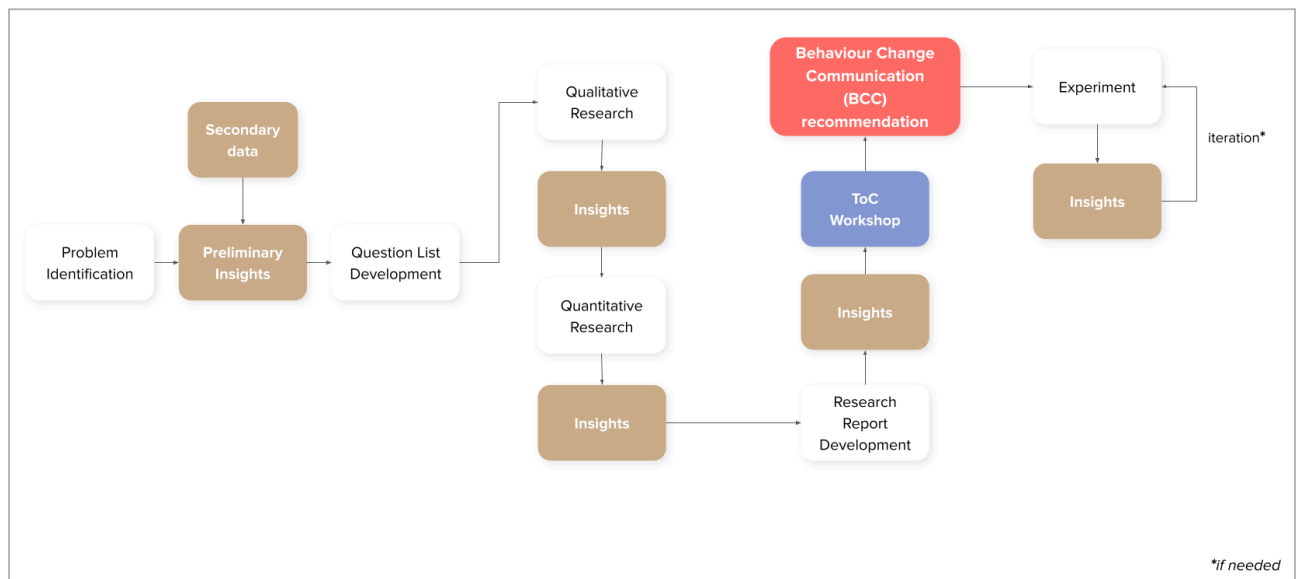 Problem
Identification
Secondary
data
Preliminary
Insights
Question List
Development
Qualitative
Research
Insights
Quantitative
Research
Insights
Research
Report
Development
Insights
ToC
Workshop
Behaviour Change
Communication
(BCC)
recommendation
Experiment
Insights
iteration*
*if needed